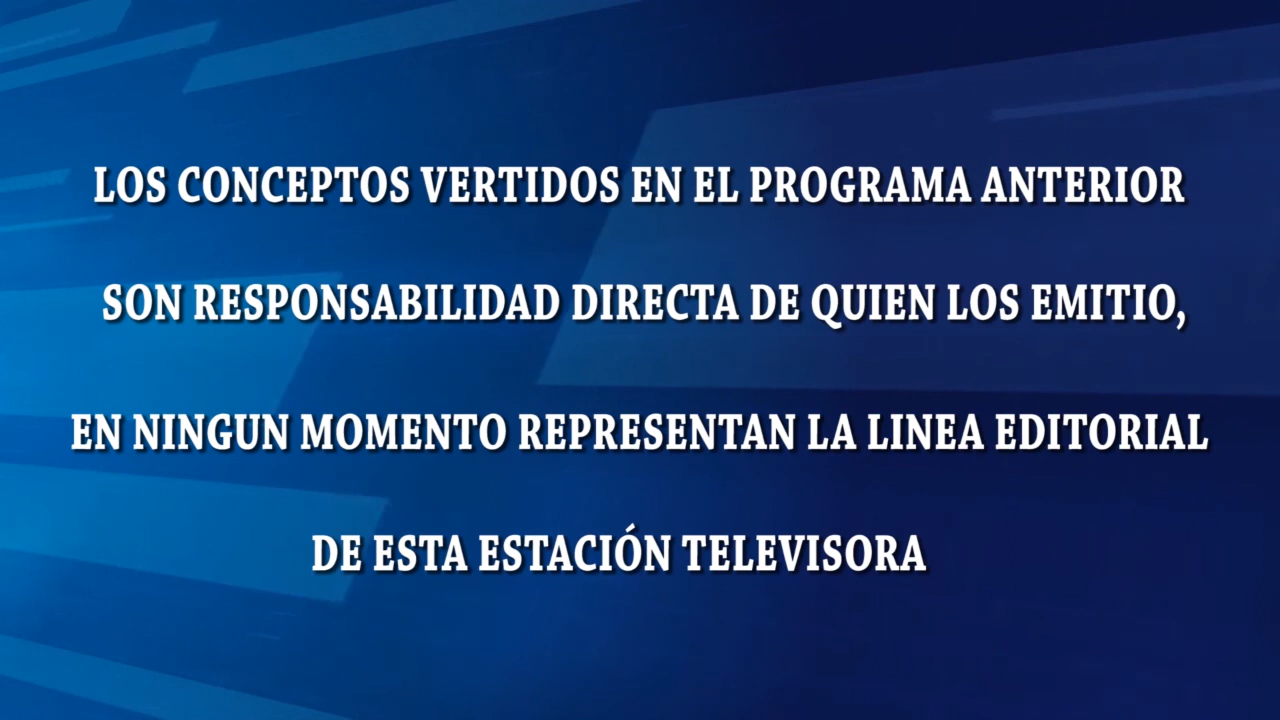 LOS CONCEPTOS VERTIDOS EN EL PROGRAMA ANTERIOR
SON RESPONSABILIDAD DIRECTA DE QUIEN LOS EMITIO,
EN NINGUN MOMENTO REPRESENTAN LA LINEA EDITORIAL
DE ESTA ESTACIÓN TELEVISORA